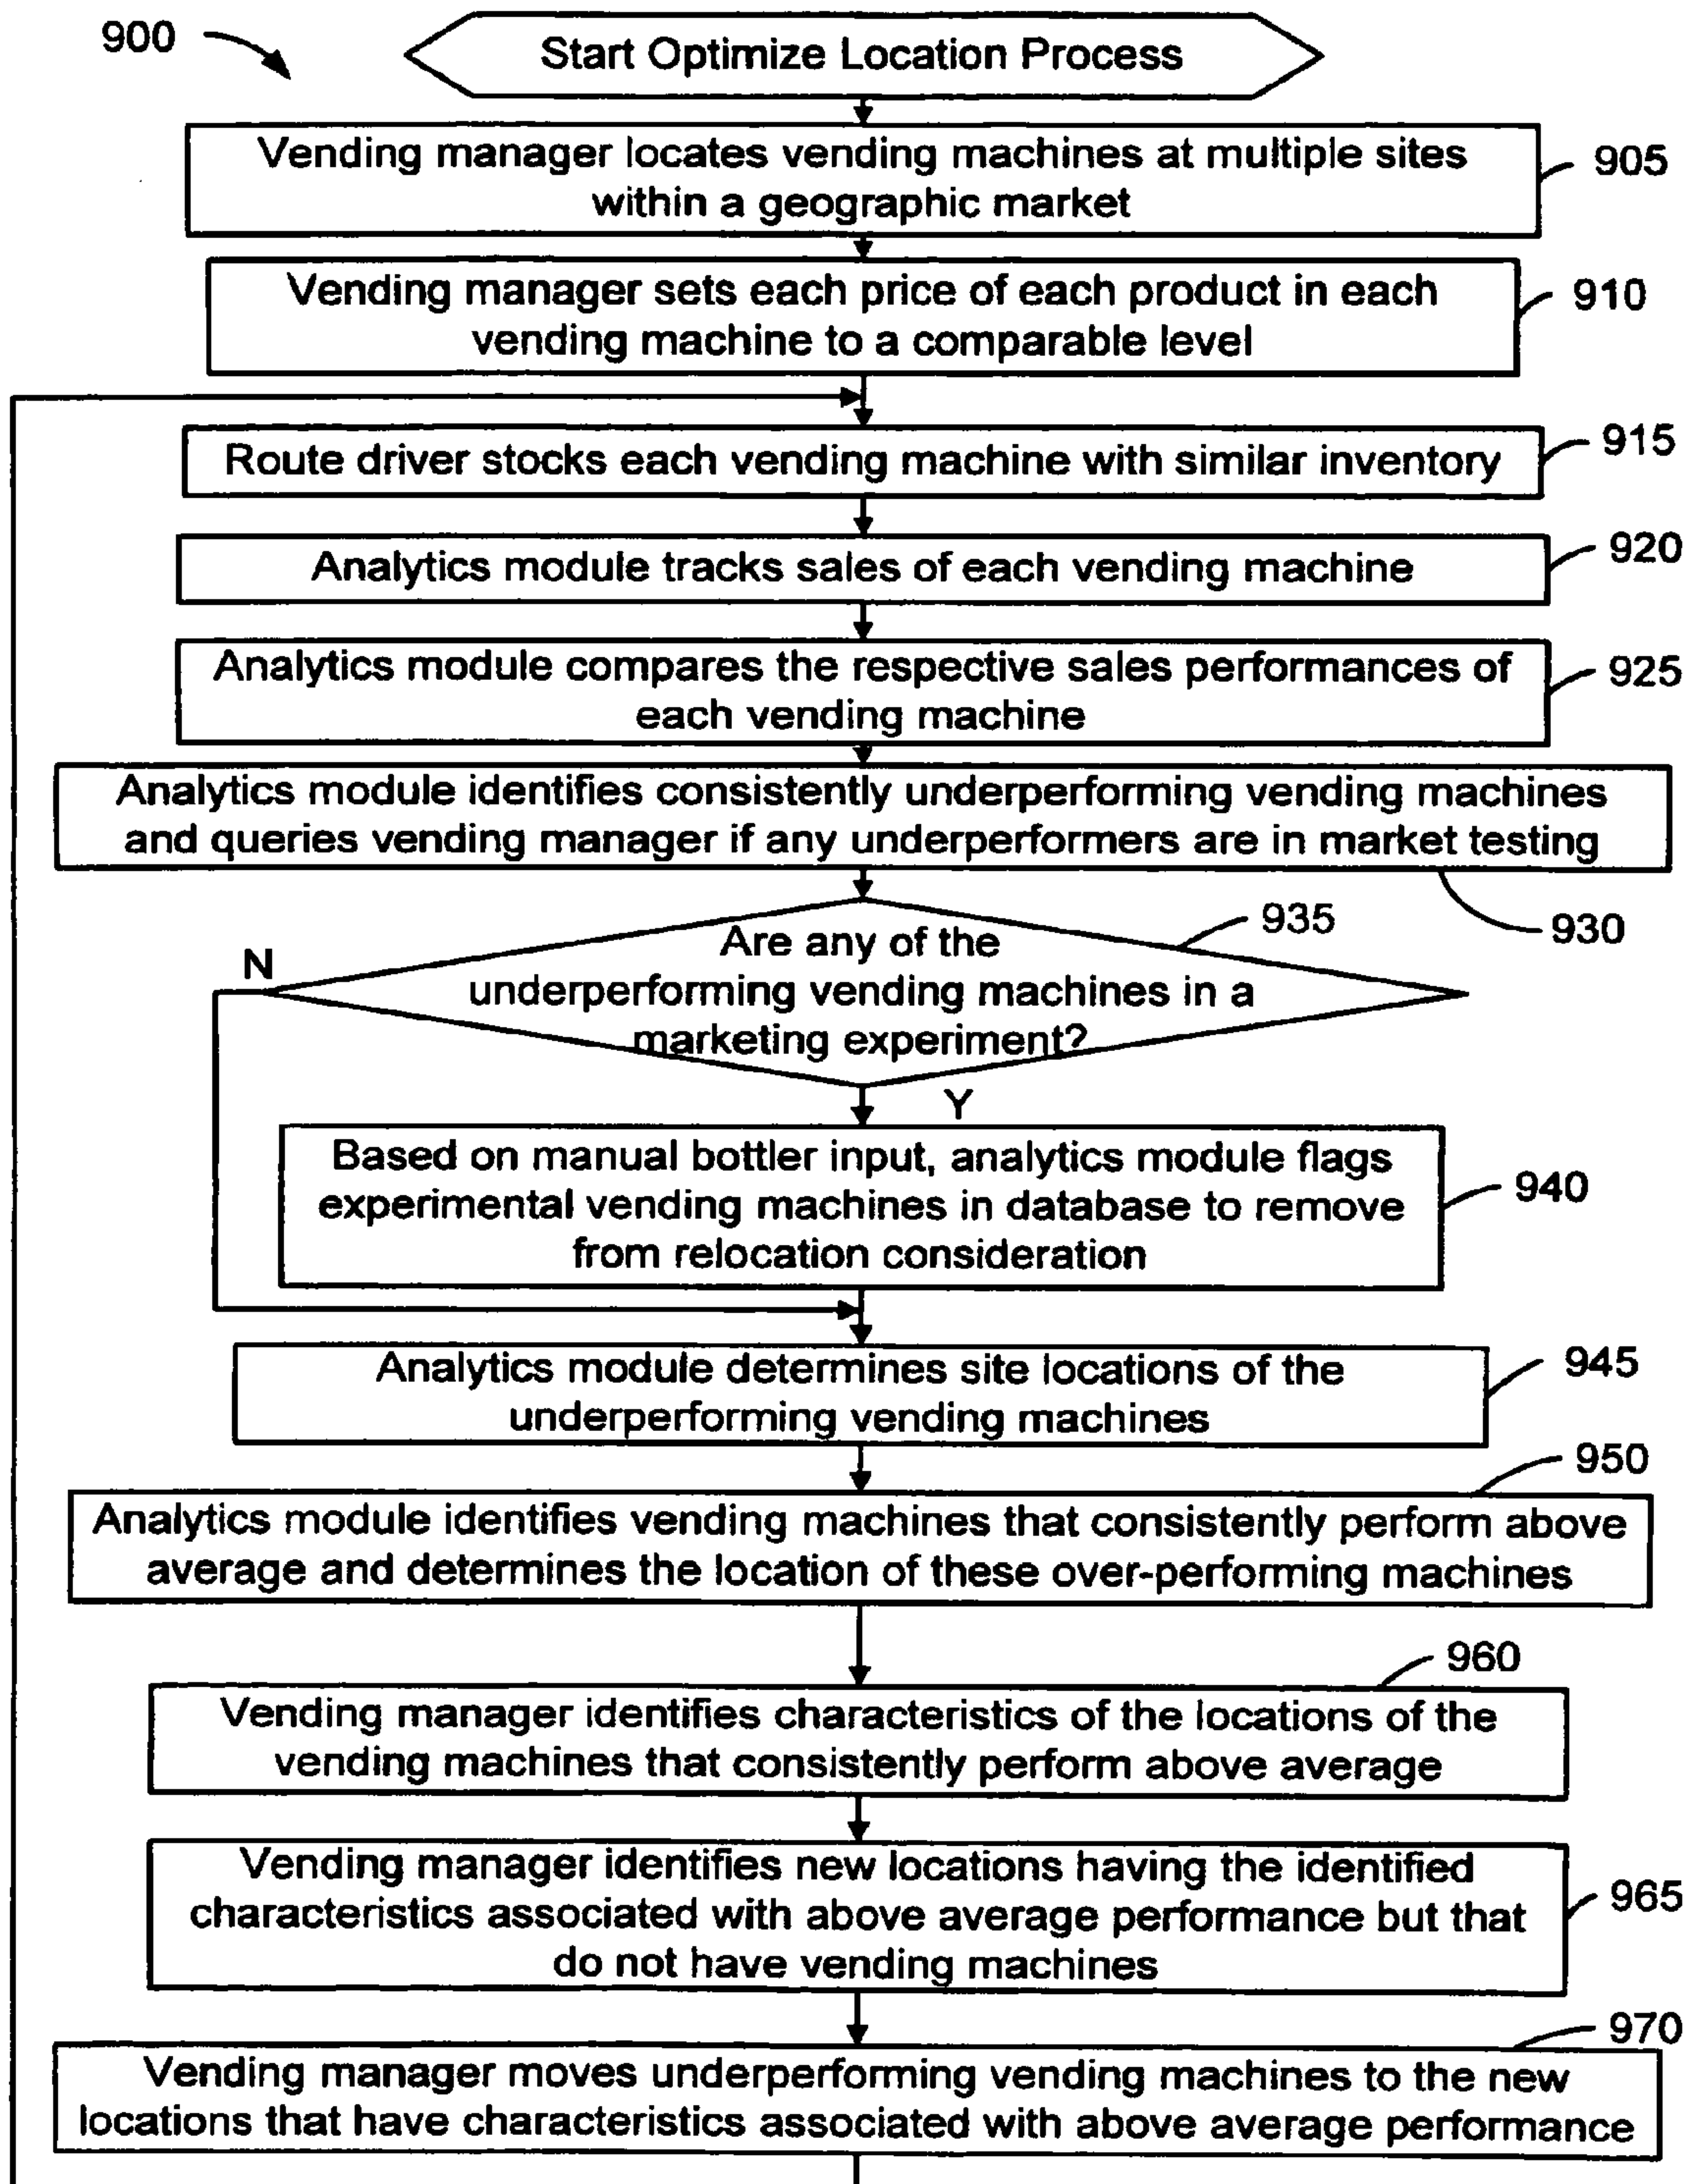 900
Start Optimize Location Process
Vending manager locates vending machines at multiple sites
within a geographic market
905
Vending manager sets each price of each product in each
vending machine to a comparable level
910
Route driver stocks each vending machine with similar inventory
915
Analytics module tracks sales of each vending machine
920
Analytics module compares the respective sales performances of
each vending machine
925
Analytics module identifies consistently underperforming vending machines
and queries vending manager if any underperformers are in market testing
930
Are any of the
underperforming vending machines in a
marketing experiment?
935
N
Y
Based on manual bottler input, analytics module flags
experimental vending machines in database to remove
from relocation consideration
940
Analytics module determines site locations of the
underperforming vending machines
945
950
Analytics module identifies vending machines that consistently perform above
average and determines the location of these over-performing machines
960
Vending manager identifies characteristics of the locations of the
vending machines that consistently perform above average
Vending manager identifies new locations having the identified
characteristics associated with above average performance but that
do not have vending machines
965
970
Vending manager moves underperforming vending machines to the new
locations that have characteristics associated with above average performance